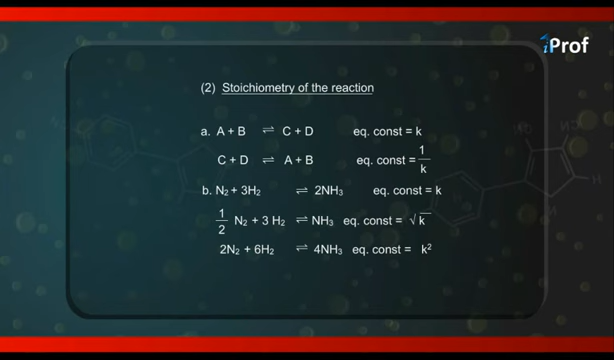 iProf
(2) Stoichiometry of the reaction
a. A + B ⇌ C + D eq. const = k
C + D ⇌ A + B eq. const = 1/k
b. N₂ + 3H₂ ⇌ 2NH₃ eq. const = k
1/2 N₂ + 3 H₂ ⇌ NH₃ eq. const = √k
2N₂ + 6H₂ ⇌ 4NH₃ eq. const = k²